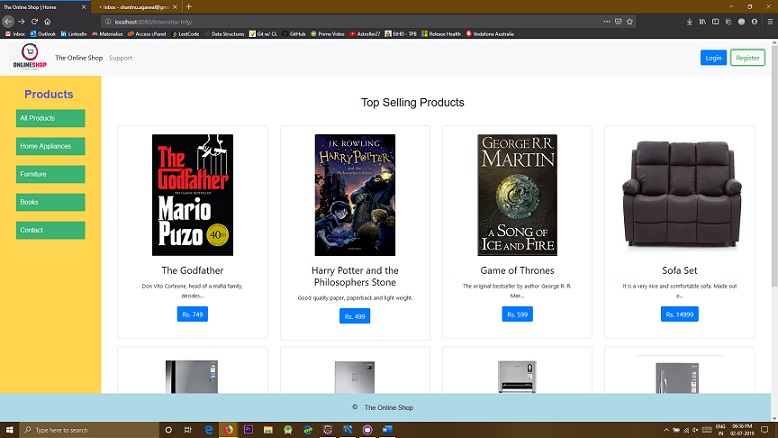 The Online Shop | Home
Inbox - shantnu.agarwal@gma
localhost:8080/Internship-Infy/
Inbox
Outlook
LinkedIn
Materialize
Access cPanel
LeetCode
Data Structures
Git w/ CL
GitHub
Prime Video
EtHD - TPB
Release Health
Vodafone Australia
ONLINESHOP
The Online Shop
Support
Login
Register
Products
All Products
Home Appliances
Furniture
Books
Contact
Top Selling Products
The
Godfather
Mario
Puzo
The Godfather
Don Vito Corleone, head of a mafia family,
decides...
Rs. 749
J.K. ROWLING
HARRY POTTER
and the
Philosopher's Stone
Harry Potter and the
Philosophers Stone
Good quality paper, paperback and light weight.
Rs. 499
GEORGE R.R.
MARTIN
A SONG OF
ICE AND FIRE
Game of Thrones
The original bestseller by author George R. R.
Mar...
Rs. 599
Sofa Set
It is a very nice and comfortable sofa. Made out
o...
Rs. 14999
© The Online Shop
Type here to search
ENG
IN
08:36 PM
02-07-2019